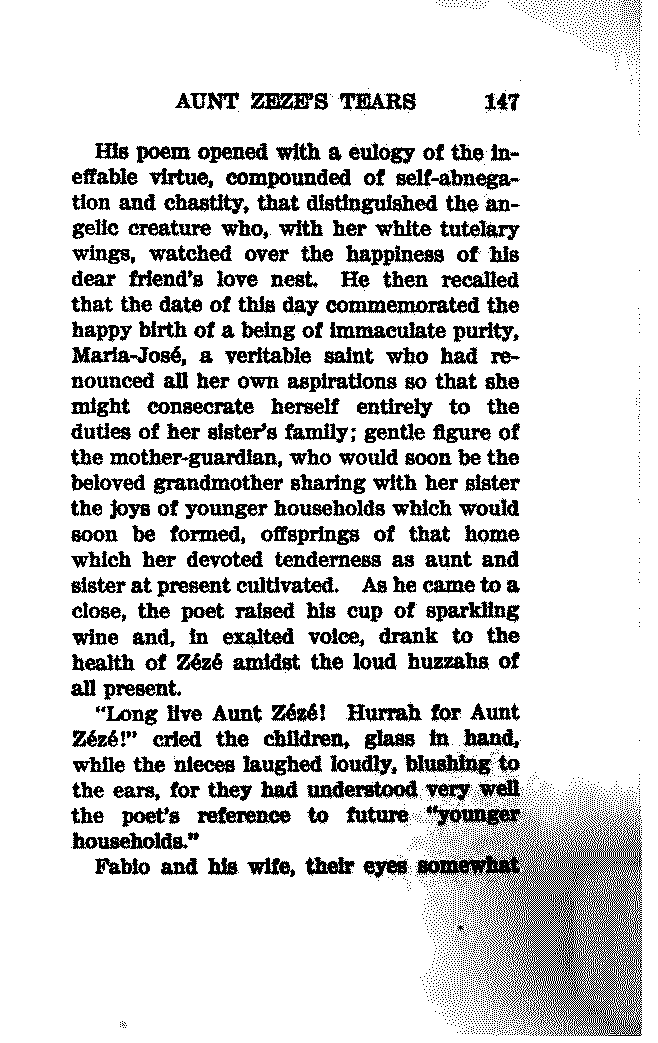 AUNT ZEZE'S TEARS 147
His poem opened with a eulogy of the in-
effable virtue, compounded of self-abnega-
tion and chastity, that distinguished the an-
gelic creature who, with her white tutelary
wings, watched over the happiness of his
dear friend's love nest. He then recalled
that the date of this day commemorated the
happy birth of a being of immaculate purity,
Maria-José, a veritable saint who had re-
nounced all her own aspirations so that she
might consecrate herself entirely to the
duties of her sister's family; gentle figure of
the mother-guardian, who would soon be the
beloved grandmother sharing with her sister
the joys of younger households which would
soon be formed, offsprings of that home
which her devoted tenderness as aunt and
sister at present cultivated. As he came to a
close, the poet raised his cup of sparkling
wine and, in exalted voice, drank to the
health of Zézé amidst the loud huzzahs of
all present.
"Long live Aunt Zézé! Hurrah for Aunt
Zézé!" cried the children, glass in hand,
while the nieces laughed loudly, blushing to
the ears, for they had understood very well
the poet's reference to future "younger
households."
Fabio and his wife, their eyes somewhat